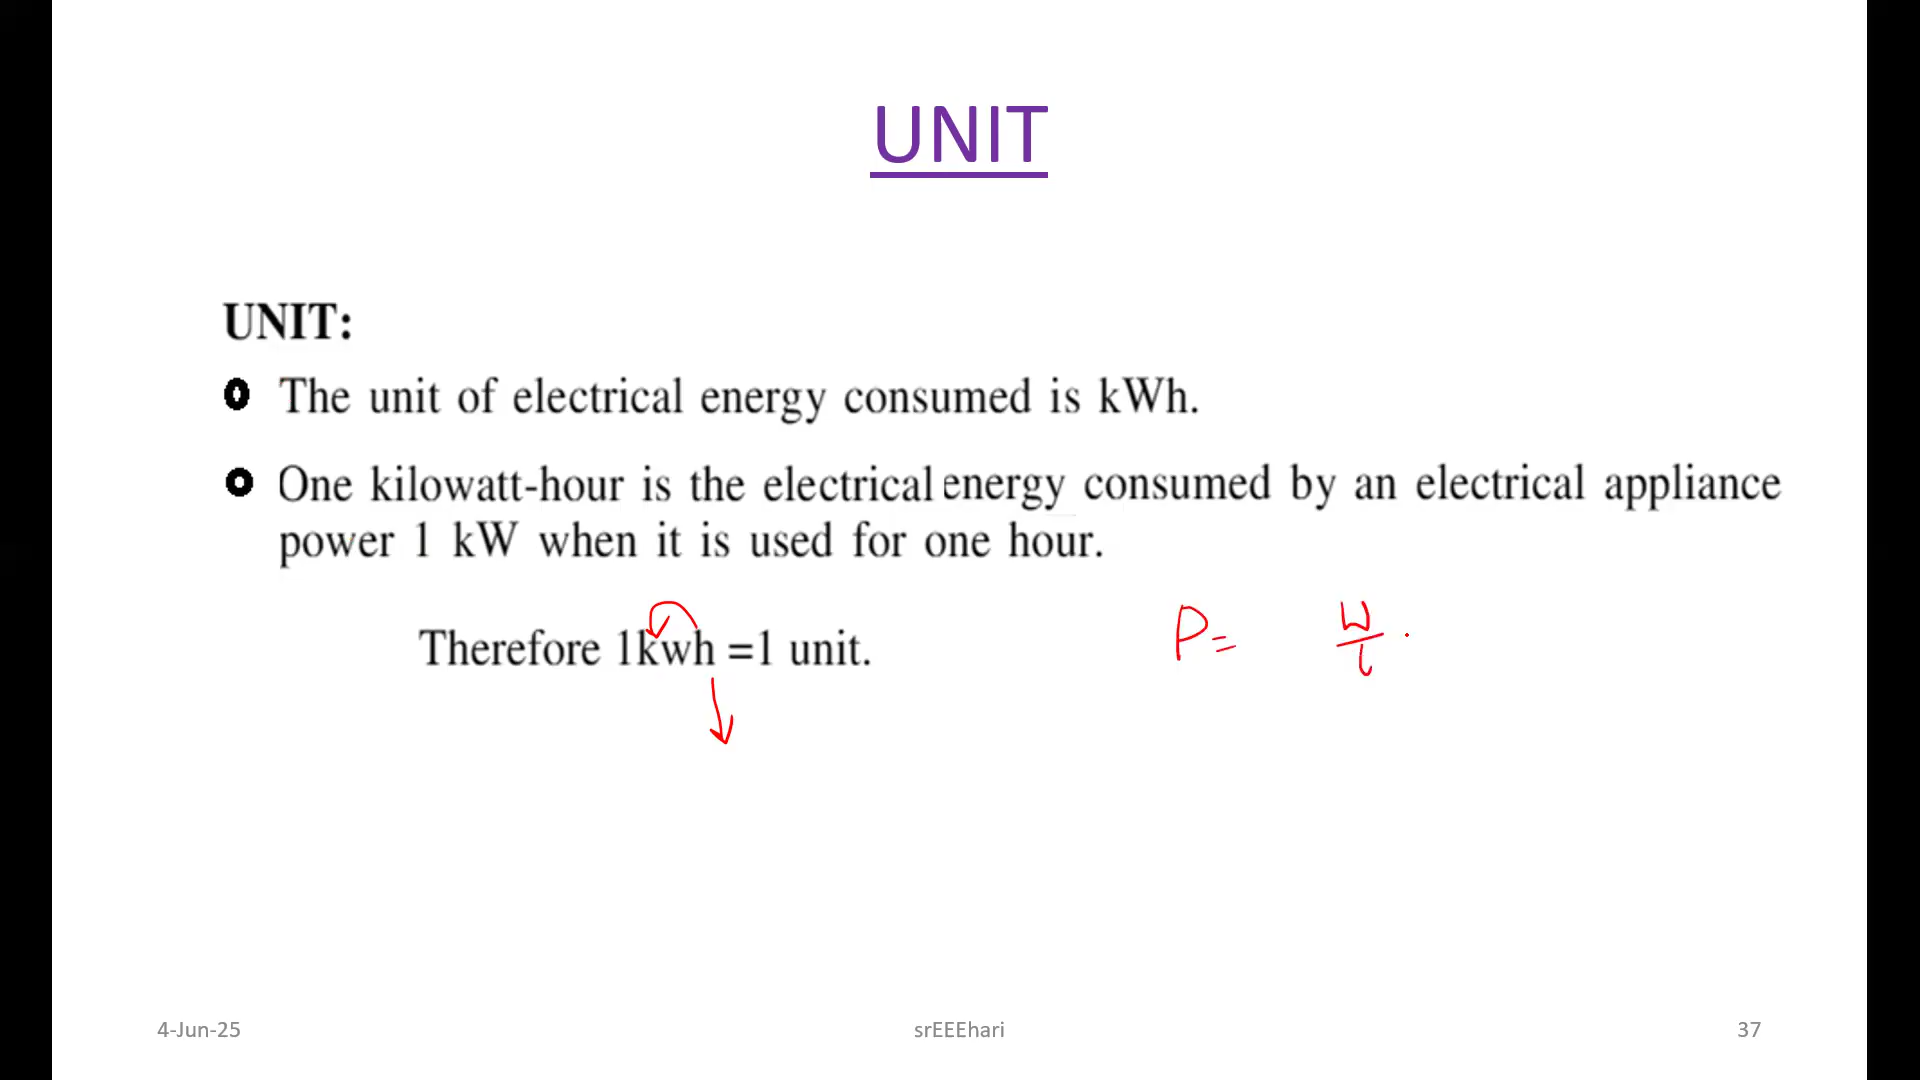 UNIT
UNIT:
The unit of electrical energy consumed is kWh.
One kilowatt-hour is the electrical energy consumed by an electrical appliance
power 1 kW when it is used for one hour.
Therefore 1kwh =1 unit.
P= W/t
4-Jun-25
srEEEhari
37